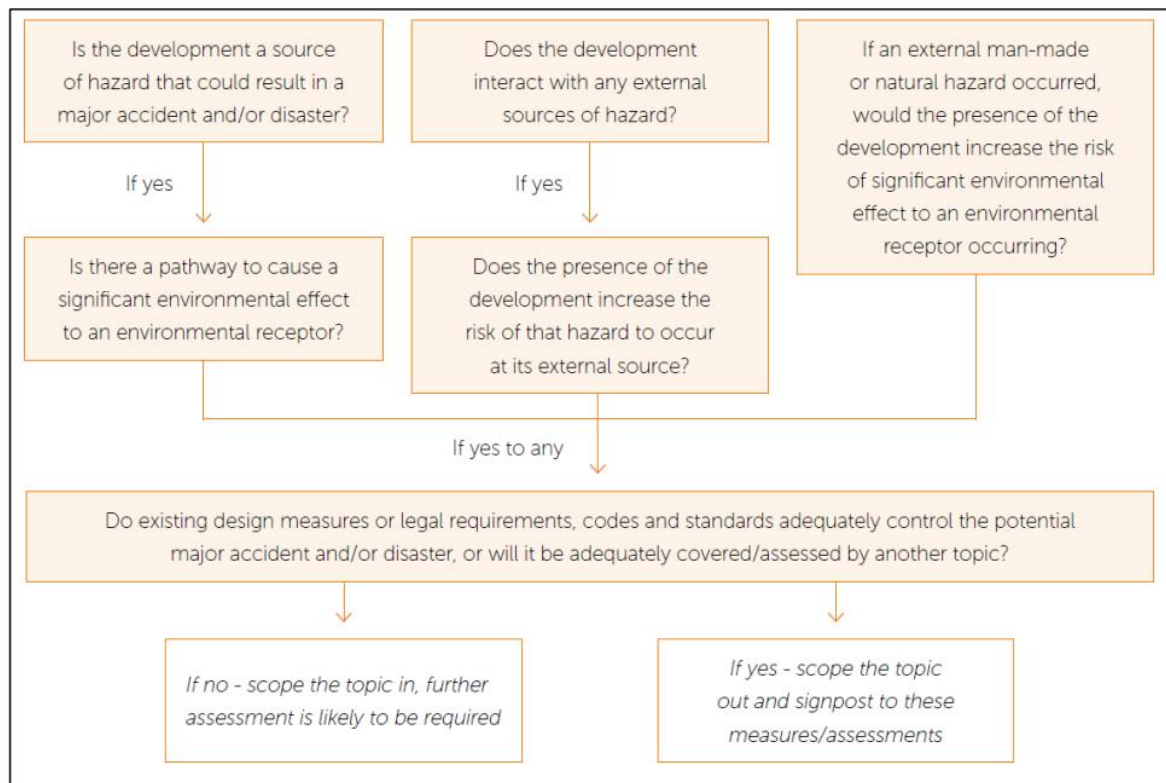 Is the development a source
of hazard that could result in a
major accident and/or disaster?
Does the development
interact with any external
sources of hazard?
If an external man-made
or natural hazard occurred,
would the presence of the
development increase the risk
of significant environmental
effect to an environmental
receptor occurring?
If yes
If yes
Is there a pathway to cause a
significant environmental effect
to an environmental receptor?
Does the presence of the
development increase the
risk of that hazard to occur
at its external source?
If yes to any
Do existing design measures or legal requirements, codes and standards adequately control the potential
major accident and/or disaster, or will it be adequately covered/assessed by another topic?
If no - scope the topic in, further
assessment is likely to be required
If yes - scope the topic
out and signpost to these
measures/assessments